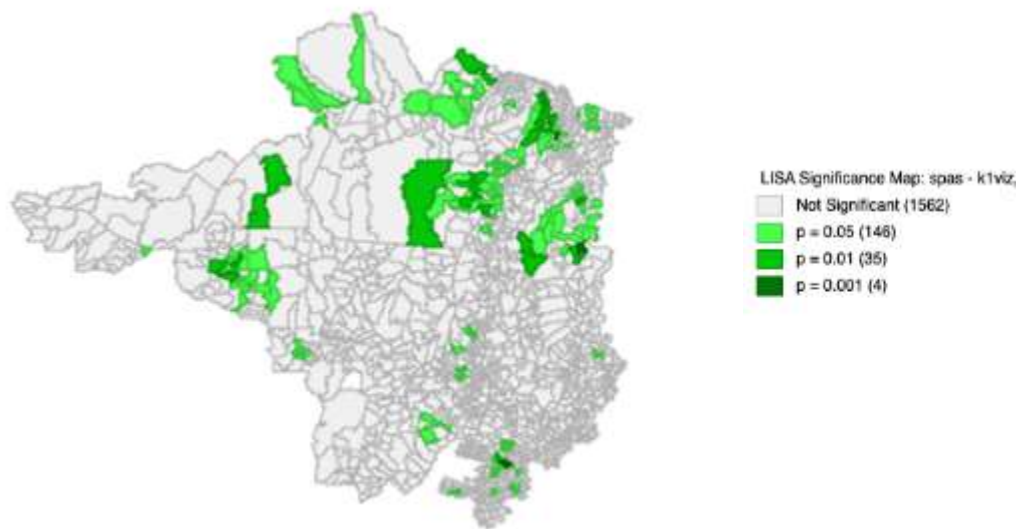 LISA Significance Map: spas - k1viz,
Not Significant (1562)
p = 0.05 (146)
p = 0.01 (35)
p = 0.001 (4)